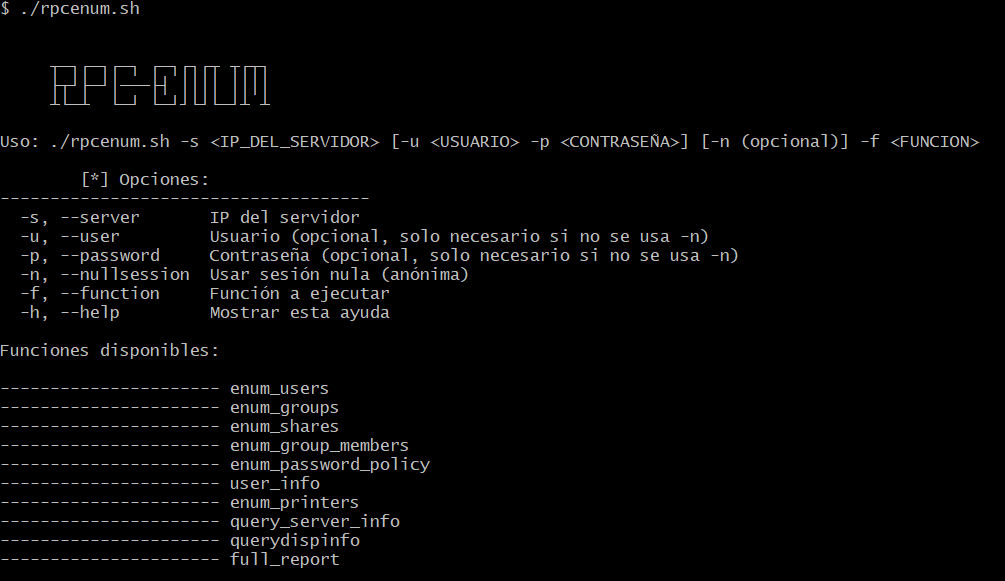 $ ./rpcenum.sh
RPC-ENUM
Uso: ./rpcenum.sh -s <IP_DEL_SERVIDOR> [-u <USUARIO> -p <CONTRASEÑA>] [-n (opcional)] -f <FUNCION>
[*] Opciones:
-------------------------------------
-s, --server       IP del servidor
-u, --user         Usuario (opcional, solo necesario si no se usa -n)
-p, --password     Contraseña (opcional, solo necesario si no se usa -n)
-n, --nullsession  Usar sesión nula (anónima)
-f, --function     Función a ejecutar
-h, --help         Mostrar esta ayuda
Funciones disponibles:
---------------------- enum_users
---------------------- enum_groups
---------------------- enum_shares
---------------------- enum_group_members
---------------------- enum_password_policy
---------------------- user_info
---------------------- enum_printers
---------------------- query_server_info
---------------------- querydispinfo
---------------------- full_report